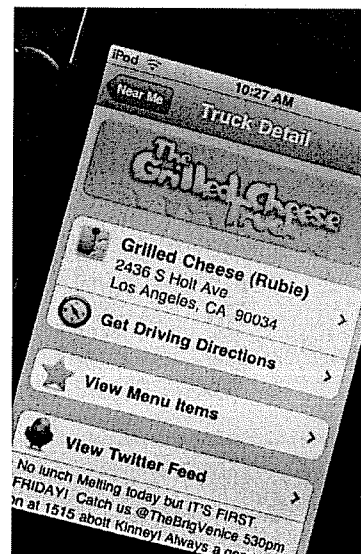 iPod
10:27 AM
Near Me
Truck Detail
The
Grilled Cheese
Truck
Grilled Cheese (Rubie)
2436 S Holt Ave
Los Angeles, CA 90034
Get Driving Directions
View Menu Items
View Twitter Feed
No lunch Melting today but IT'S FIRST
FRIDAY! Catch us @TheBrigVenice 530pm
on at 1515 abolt Kinney! Always a